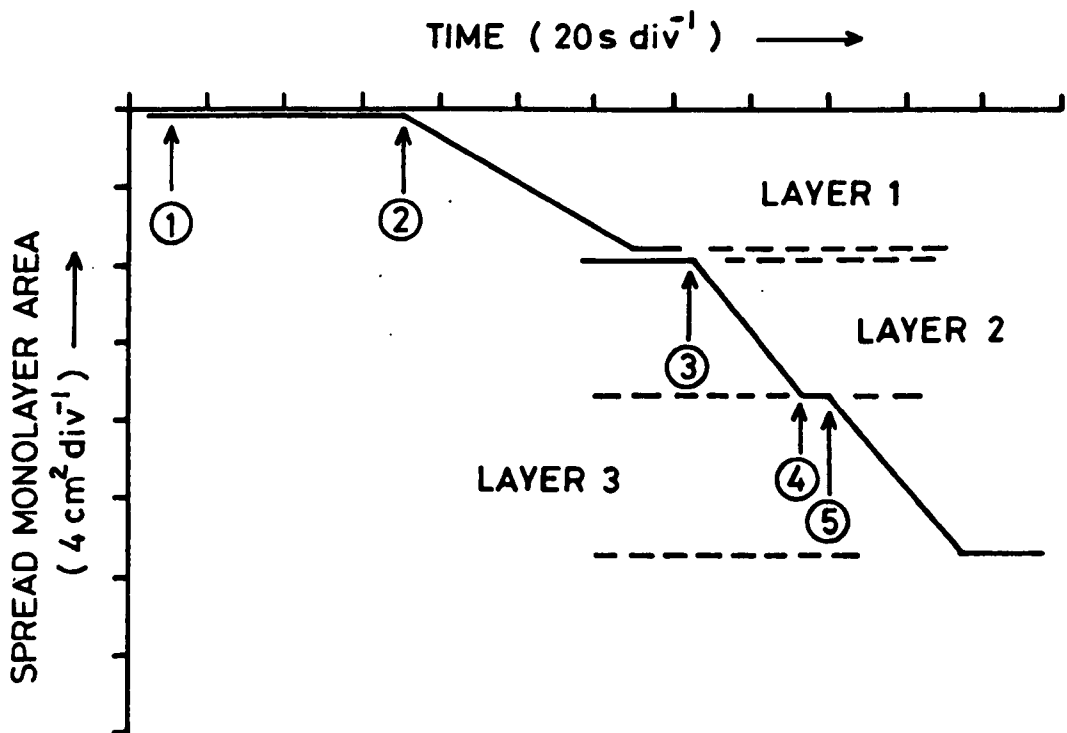 TIME (20 s div⁻¹)
LAYER 1
①
②
LAYER 2
③
LAYER 3
④
⑤
SPREAD MONOLAYER AREA
(4 cm² div⁻¹)